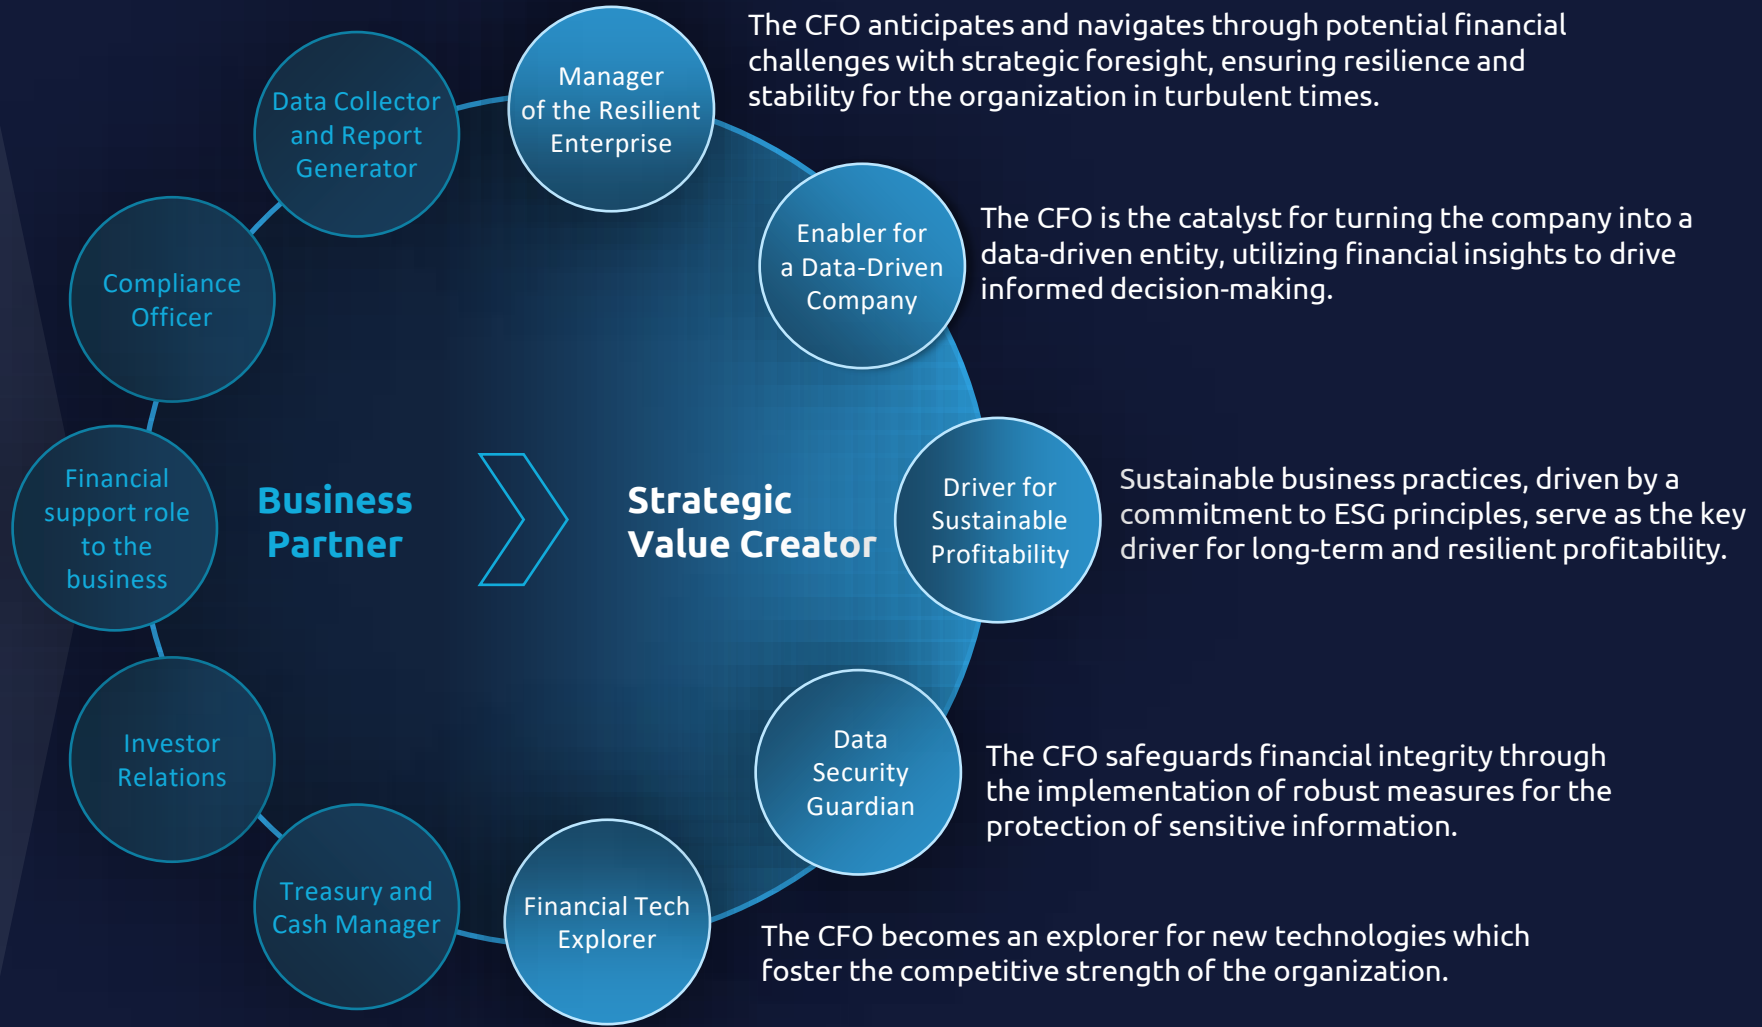 Data Collector
and Report
Generator
Compliance
Officer
Financial
support role
to the
business
Investor
Relations
Treasury and
Cash Manager
Business
Partner
Strategic
Value Creator
Manager
of the Resilient
Enterprise
The CFO anticipates and navigates through potential financial
challenges with strategic foresight, ensuring resilience and
stability for the organization in turbulent times.
Enabler for
a Data-Driven
Company
The CFO is the catalyst for turning the company into a
data-driven entity, utilizing financial insights to drive
informed decision-making.
Driver for
Sustainable
Profitability
Sustainable business practices, driven by a
commitment to ESG principles, serve as the key
driver for long-term and resilient profitability.
Data
Security
Guardian
The CFO safeguards financial integrity through
the implementation of robust measures for the
protection of sensitive information.
Financial Tech
Explorer
The CFO becomes an explorer for new technologies which
foster the competitive strength of the organization.